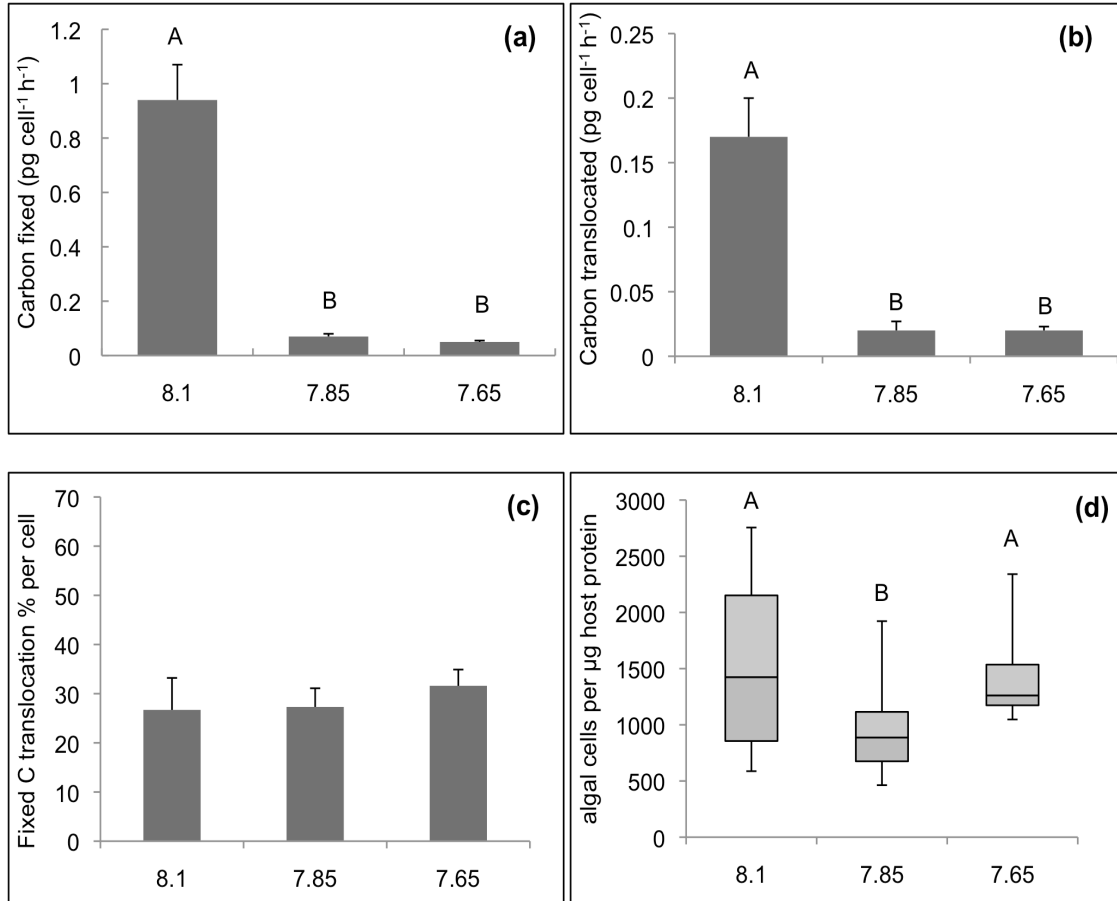 (a)
Carbon fixed (pg cell⁻¹ h⁻¹)
1.2
1
0.8
0.6
0.4
0.2
0
A
B
B
8.1
7.85
7.65
(b)
Carbon translocated (pg cell⁻¹ h⁻¹)
0.25
0.2
0.15
0.1
0.05
0
A
B
B
8.1
7.85
7.65
(c)
Fixed C translocation % per cell
70
60
50
40
30
20
10
0
8.1
7.85
7.65
(d)
algal cells per µg host protein
3000
2500
2000
1500
1000
500
0
A
B
A
8.1
7.85
7.65